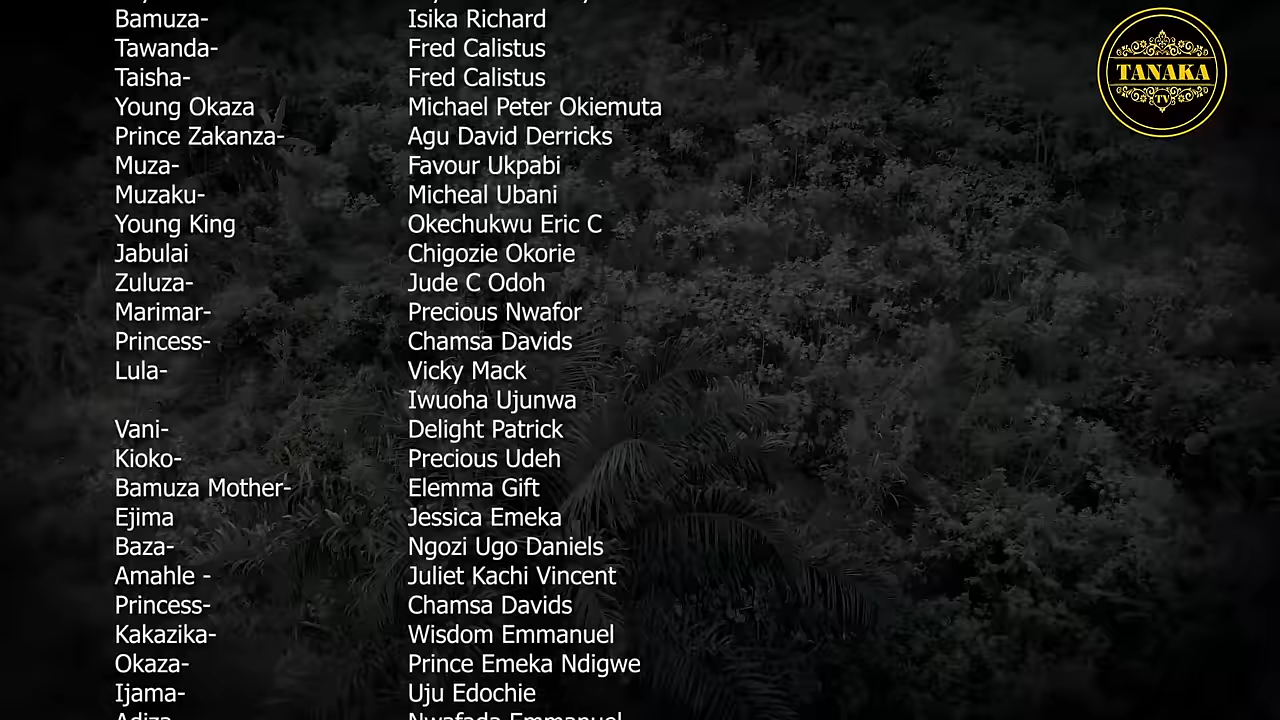 Bamuza- Isika Richard
Tawanda- Fred Calistus
Taisha- Fred Calistus
Young Okaza Michael Peter Okiemuta
Prince Zakanza- Agu David Derricks
Muza- Favour Ukpabi
Muzaku- Micheal Ubani
Young King Okechukwu Eric C
Jabulai Chigozie Okorie
Zuluza- Jude C Odoh
Marimar- Precious Nwafor
Princess- Chamsa Davids
Lula- Vicky Mack
Iwuoha Ujunwa
Vani- Delight Patrick
Kioko- Precious Udeh
Bamuza Mother- Elemma Gift
Ejima Jessica Emeka
Baza- Ngozi Ugo Daniels
Amahle - Juliet Kachi Vincent
Princess- Chamsa Davids
Kakazika- Wisdom Emmanuel
Okaza- Prince Emeka Ndigwe
Ijama- Uju Edochie
Adiza- Nwafada Emmanuel
TANAKA
TV